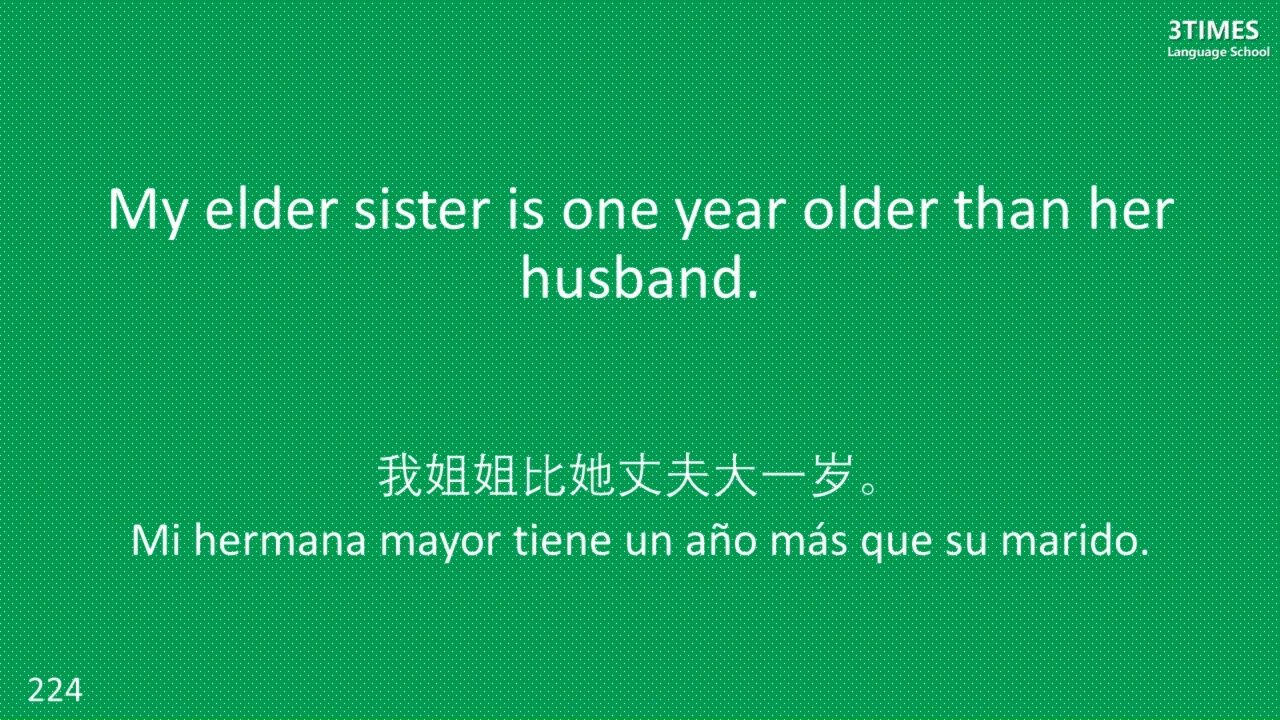 3TIMES
Language School
My elder sister is one year older than her
husband.
我姐姐比她丈夫大一岁。
Mi hermana mayor tiene un año más que su marido.
224